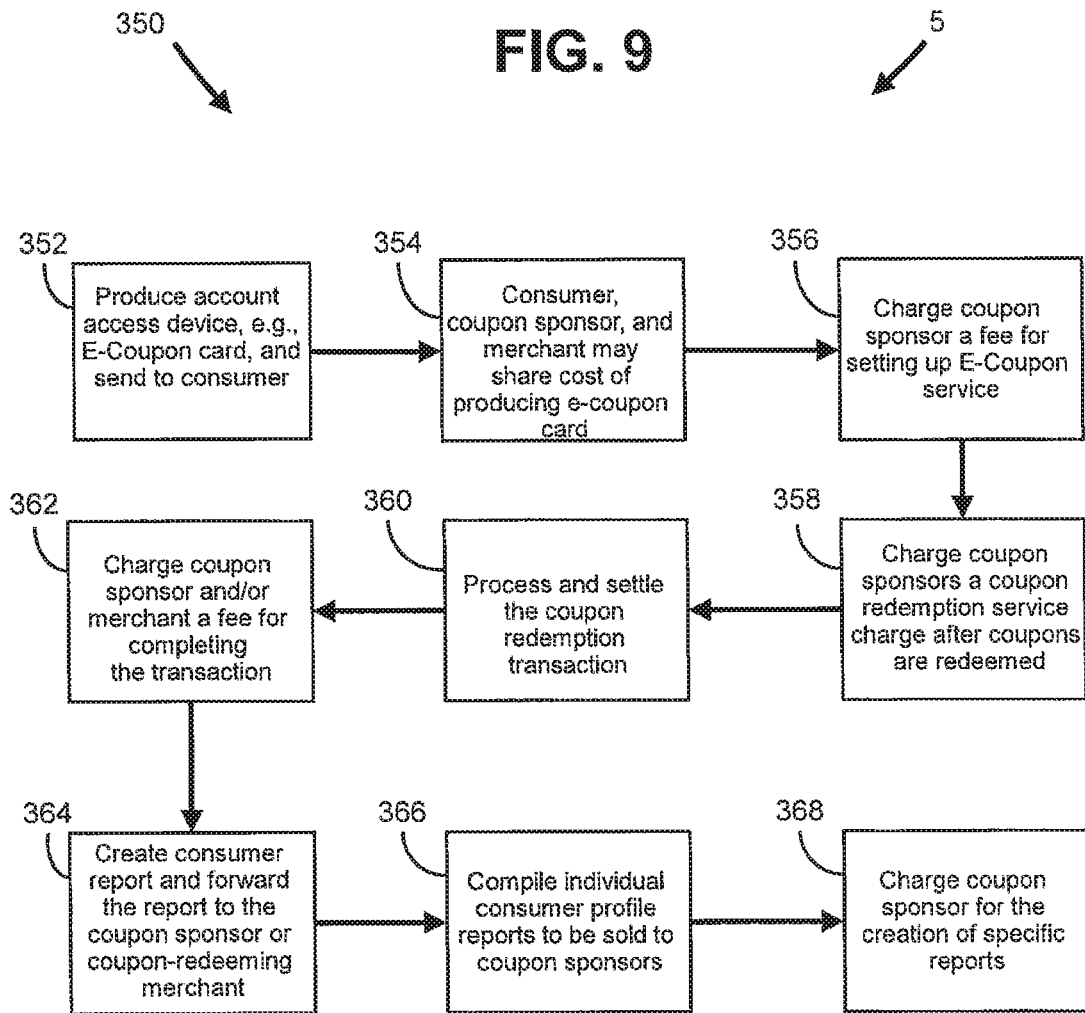 350
FIG. 9
5
352
Produce account
access device, e.g.,
E-Coupon card, and
send to consumer
354
Consumer,
coupon sponsor, and
merchant may
share cost of
producing e-coupon
card
356
Charge coupon
sponsor a fee for
setting up E-Coupon
service
362
Charge coupon
sponsor and/or
merchant a fee for
completing
the transaction
360
Process and settle
the coupon
redemption
transaction
358
Charge coupon
sponsors a coupon
redemption service
charge after coupons
are redeemed
364
Create consumer
report and forward
the report to the
coupon sponsor or
coupon-redeeming
merchant
366
Compile individual
consumer profile
reports to be sold to
coupon sponsors
368
Charge coupon
sponsor for the
creation of specific
reports